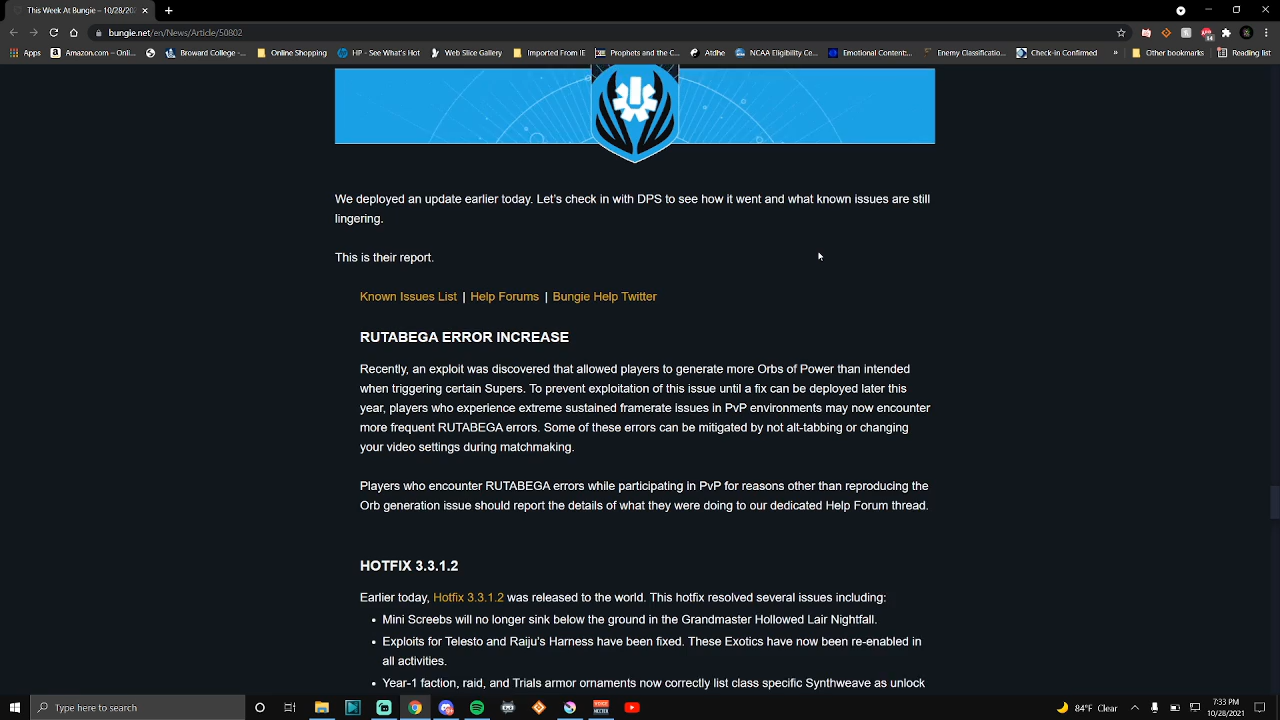 This Week At Bungie – 10/28/20
bungie.net/en/News/Article/50802
Apps
Amazon.com - Onli...
Broward College -...
Online Shopping
HP - See What's Hot
Web Slice Gallery
Imported From IE
Prophets and the C...
Atdhe
NCAA Eligibility Ce...
Emotional Content:...
Enemy Classificatio...
Check-In Confirmed
»
Other bookmarks
Reading list
We deployed an update earlier today. Let's check in with DPS to see how it went and what known issues are still
lingering.
This is their report.
Known Issues List | Help Forums | Bungie Help Twitter
RUTABEGA ERROR INCREASE
Recently, an exploit was discovered that allowed players to generate more Orbs of Power than intended
when triggering certain Supers. To prevent exploitation of this issue until a fix can be deployed later this
year, players who experience extreme sustained framerate issues in PvP environments may now encounter
more frequent RUTABEGA errors. Some of these errors can be mitigated by not alt-tabbing or changing
your video settings during matchmaking.
Players who encounter RUTABEGA errors while participating in PvP for reasons other than reproducing the
Orb generation issue should report the details of what they were doing to our dedicated Help Forum thread.
HOTFIX 3.3.1.2
Earlier today, Hotfix 3.3.1.2 was released to the world. This hotfix resolved several issues including:
• Mini Screebs will no longer sink below the ground in the Grandmaster Hollowed Lair Nightfall.
• Exploits for Telesto and Raiju's Harness have been fixed. These Exotics have now been re-enabled in
all activities.
• Year-1 faction, raid, and Trials armor ornaments now correctly list class specific Synthweave as unlock
Type here to search
84°F Clear
7:33 PM
10/28/2021